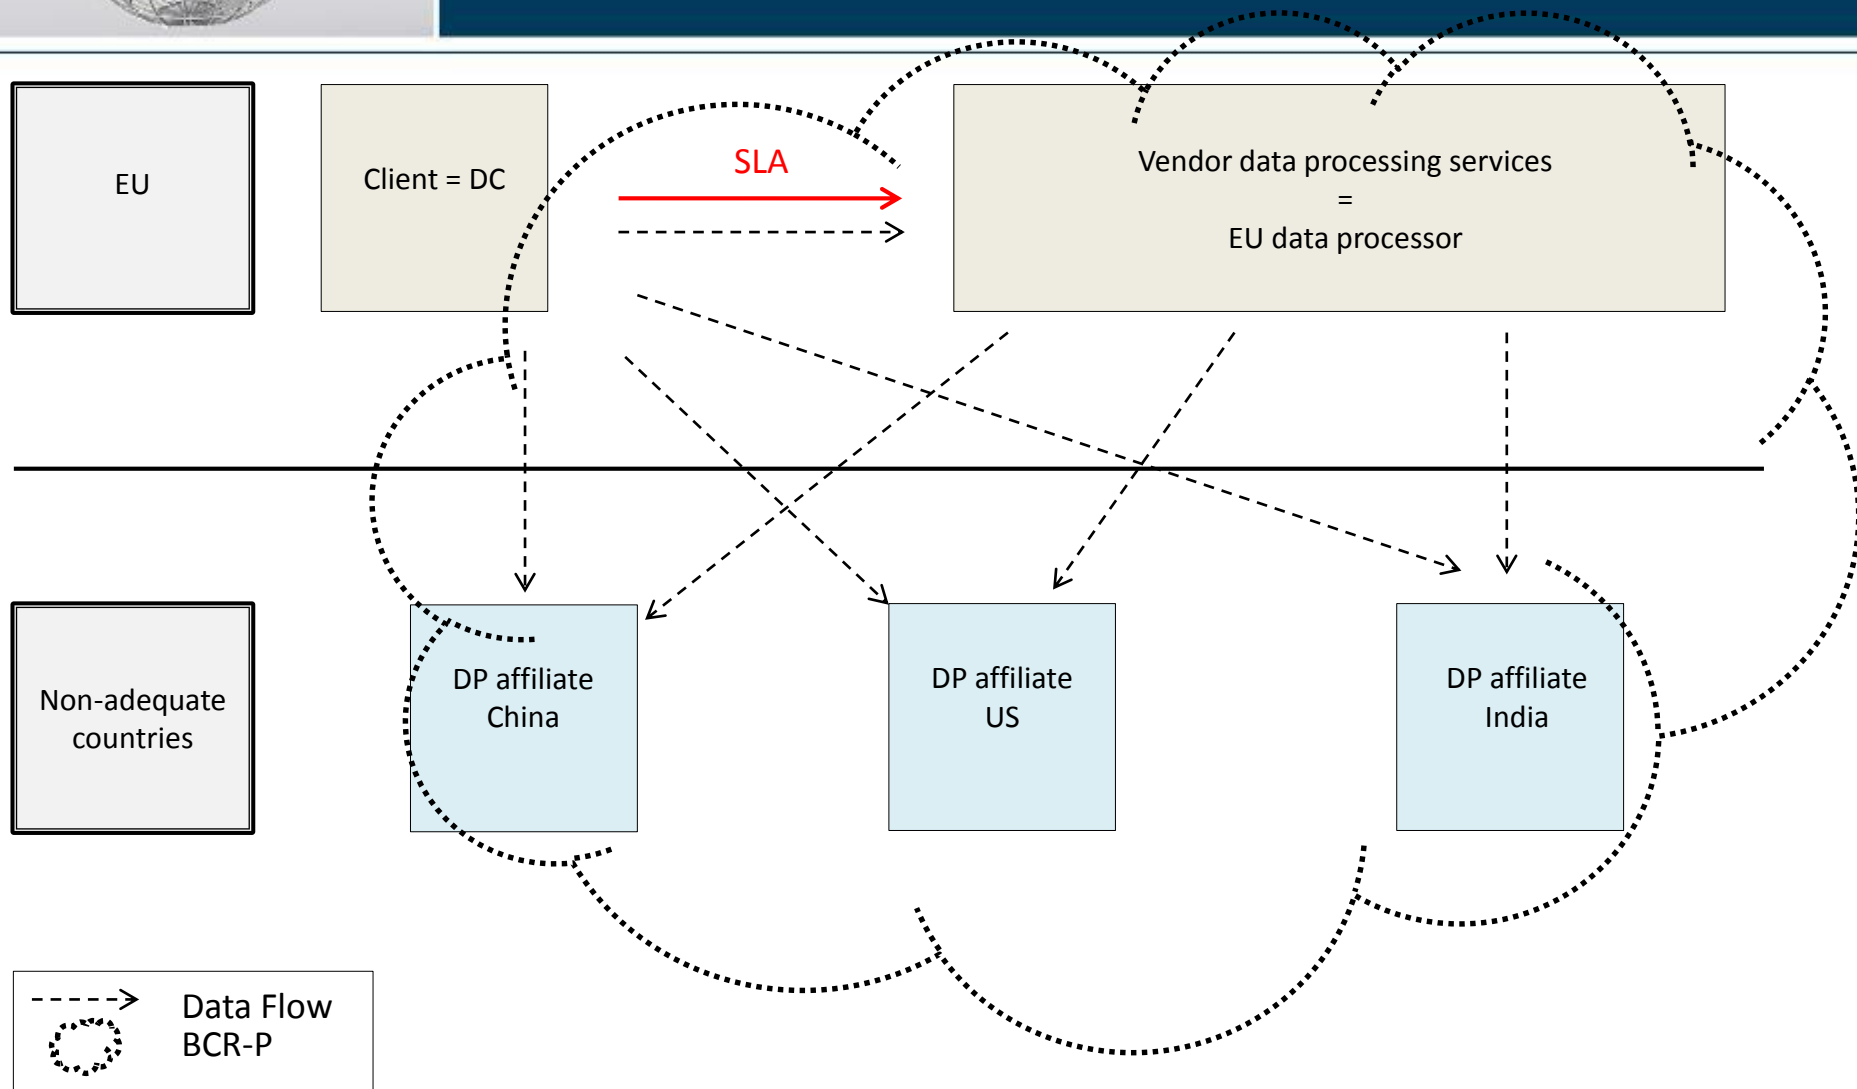 EU
Client = DC
SLA
Vendor data processing services
=
EU data processor
Non-adequate
countries
DP affiliate
China
DP affiliate
US
DP affiliate
India
Data Flow
BCR-P